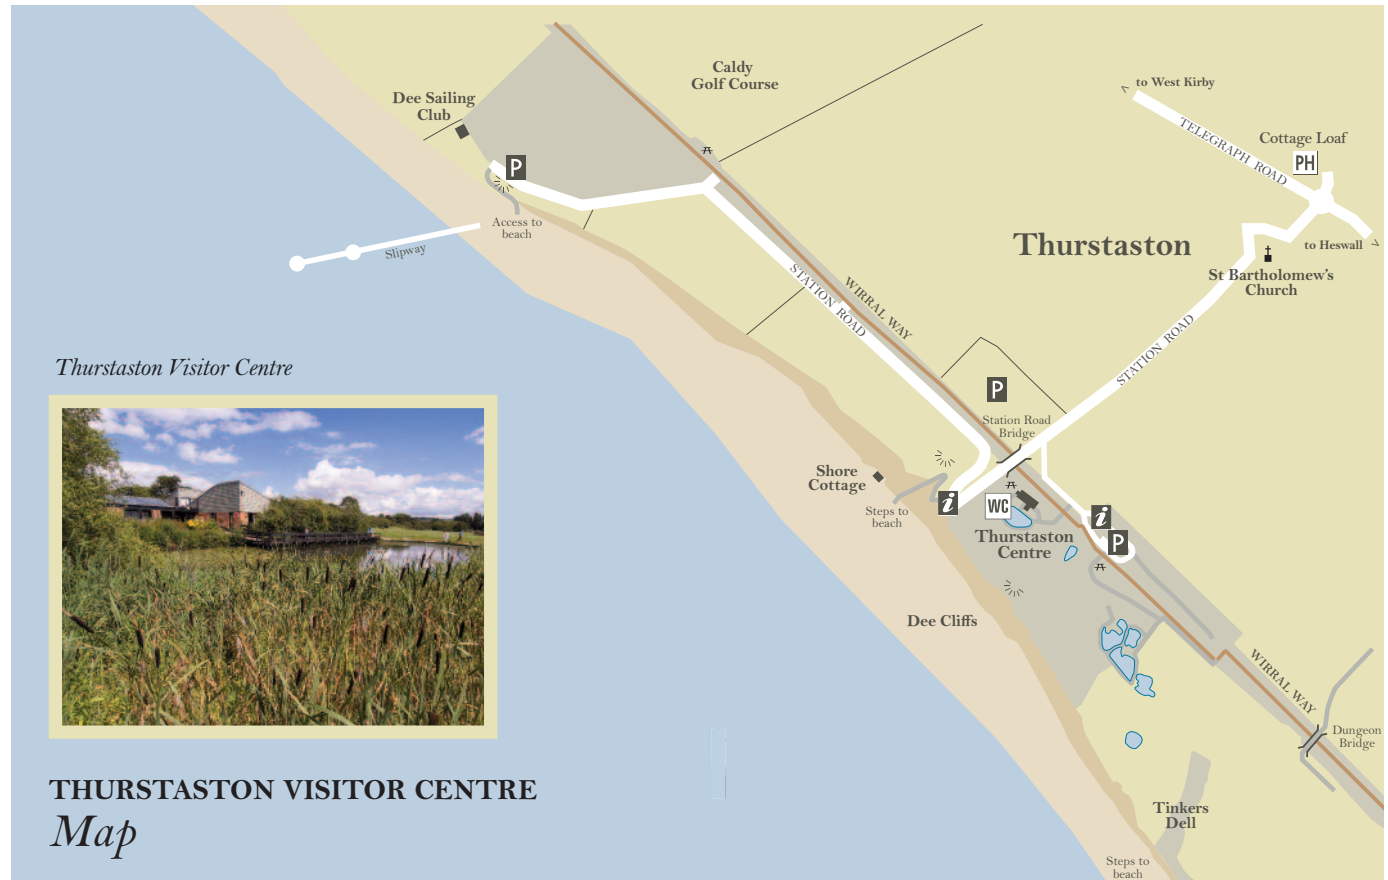 Caldy
Golf Course
Dee Sailing
Club
P
Access to
beach
Slipway
< to West Kirby
TELEGRAPH ROAD
Cottage Loaf
PH
to Heswall >
Thurstaston
St Bartholomew's
Church
STATION ROAD
WIRRAL WAY
STATION ROAD
P
Station Road
Bridge
Shore
Cottage
Steps to
beach
i
WC
i
P
Thurstaston
Centre
Dee Cliffs
WIRRAL WAY
Dungeon
Bridge
Tinkers
Dell
Steps to
beach
Thurstaston Visitor Centre
THURSTASTON VISITOR CENTRE
Map